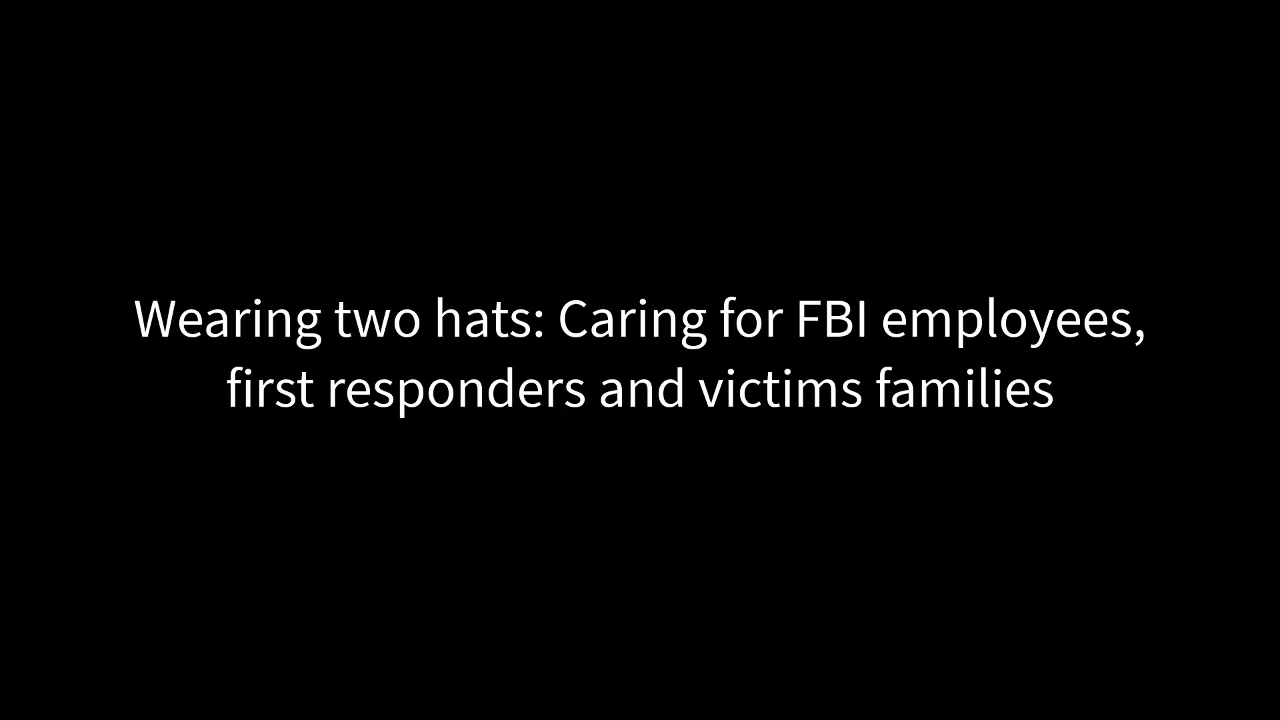 Wearing two hats: Caring for FBI employees,
first responders and victims families